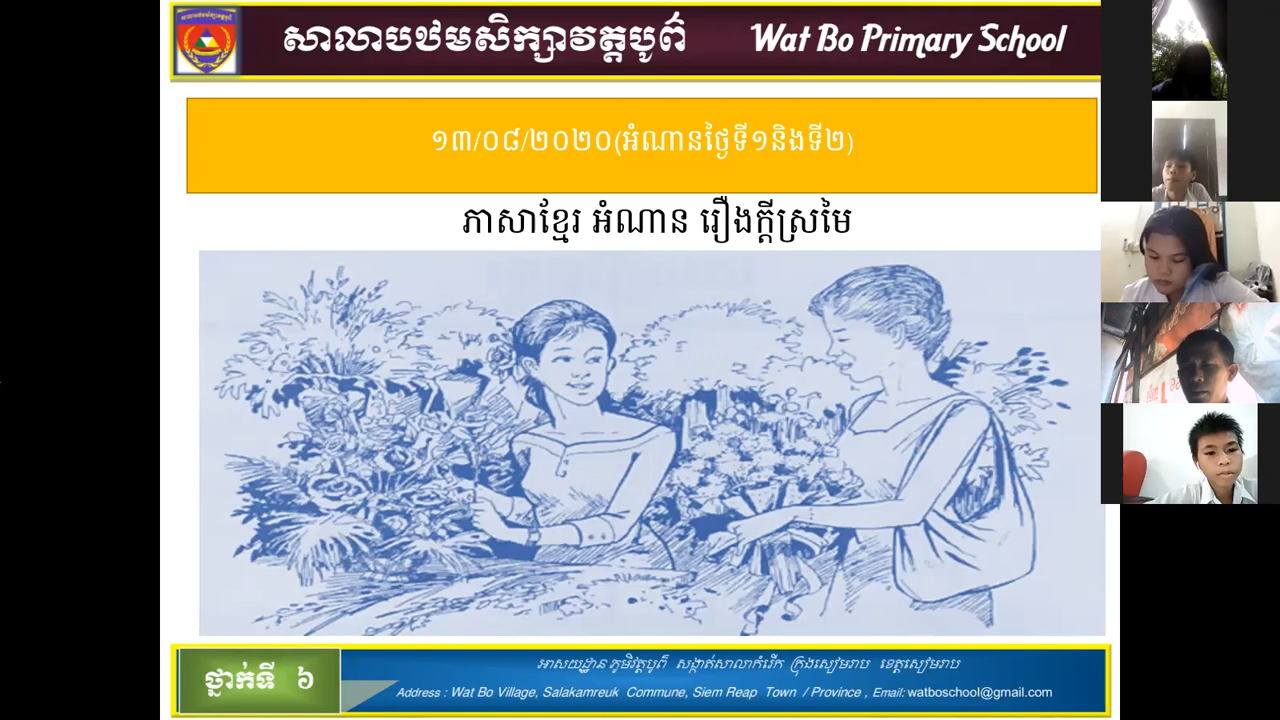 សាលាបឋមសិក្សាវត្តបូព៌ Wat Bo Primary School
១៣/០៨/២០២០(អំណានថ្ងៃទី១និងទី២)
ភាសាខ្មែរ អំណាន រឿងក្តីស្រមៃ
ថ្នាក់ទី ៦
អាសយដ្ឋាន ភូមិវត្តបូព៌ សង្កាត់សាលាកំរើក ក្រុងសៀមរាប ខេត្តសៀមរាប
Address : Wat Bo Village, Salakamreuk Commune, Siem Reap Town / Province , Email: watboschool@gmail.com